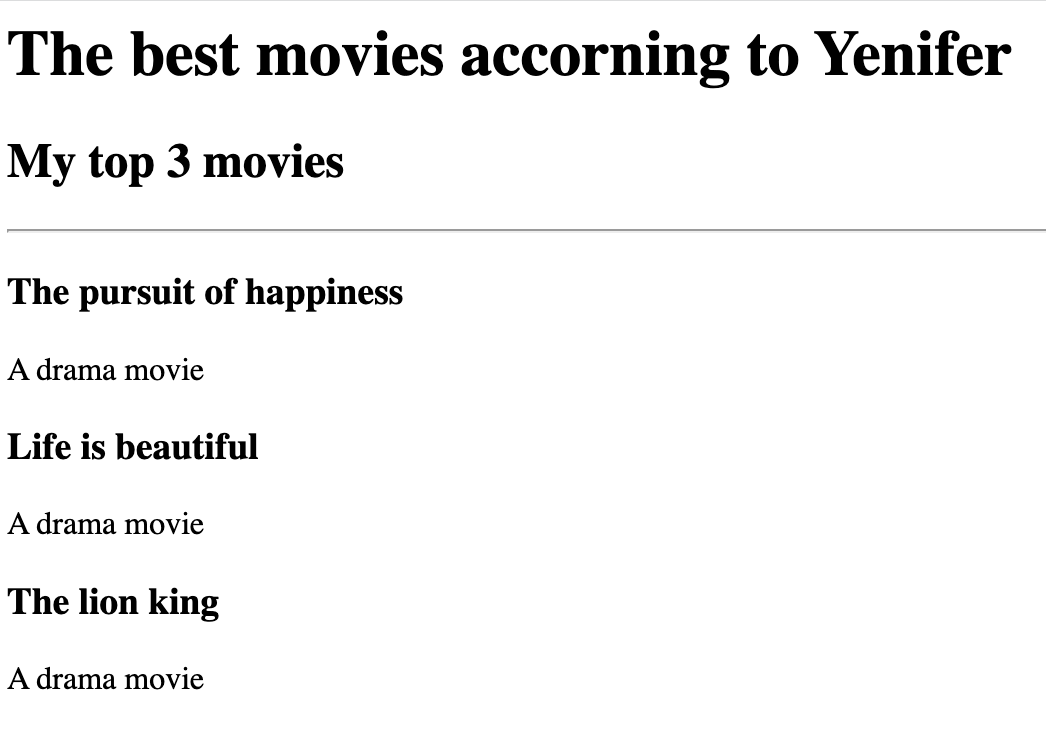 The best movies accorning to Yenifer
My top 3 movies
The pursuit of happiness
A drama movie
Life is beautiful
A drama movie
The lion king
A drama movie